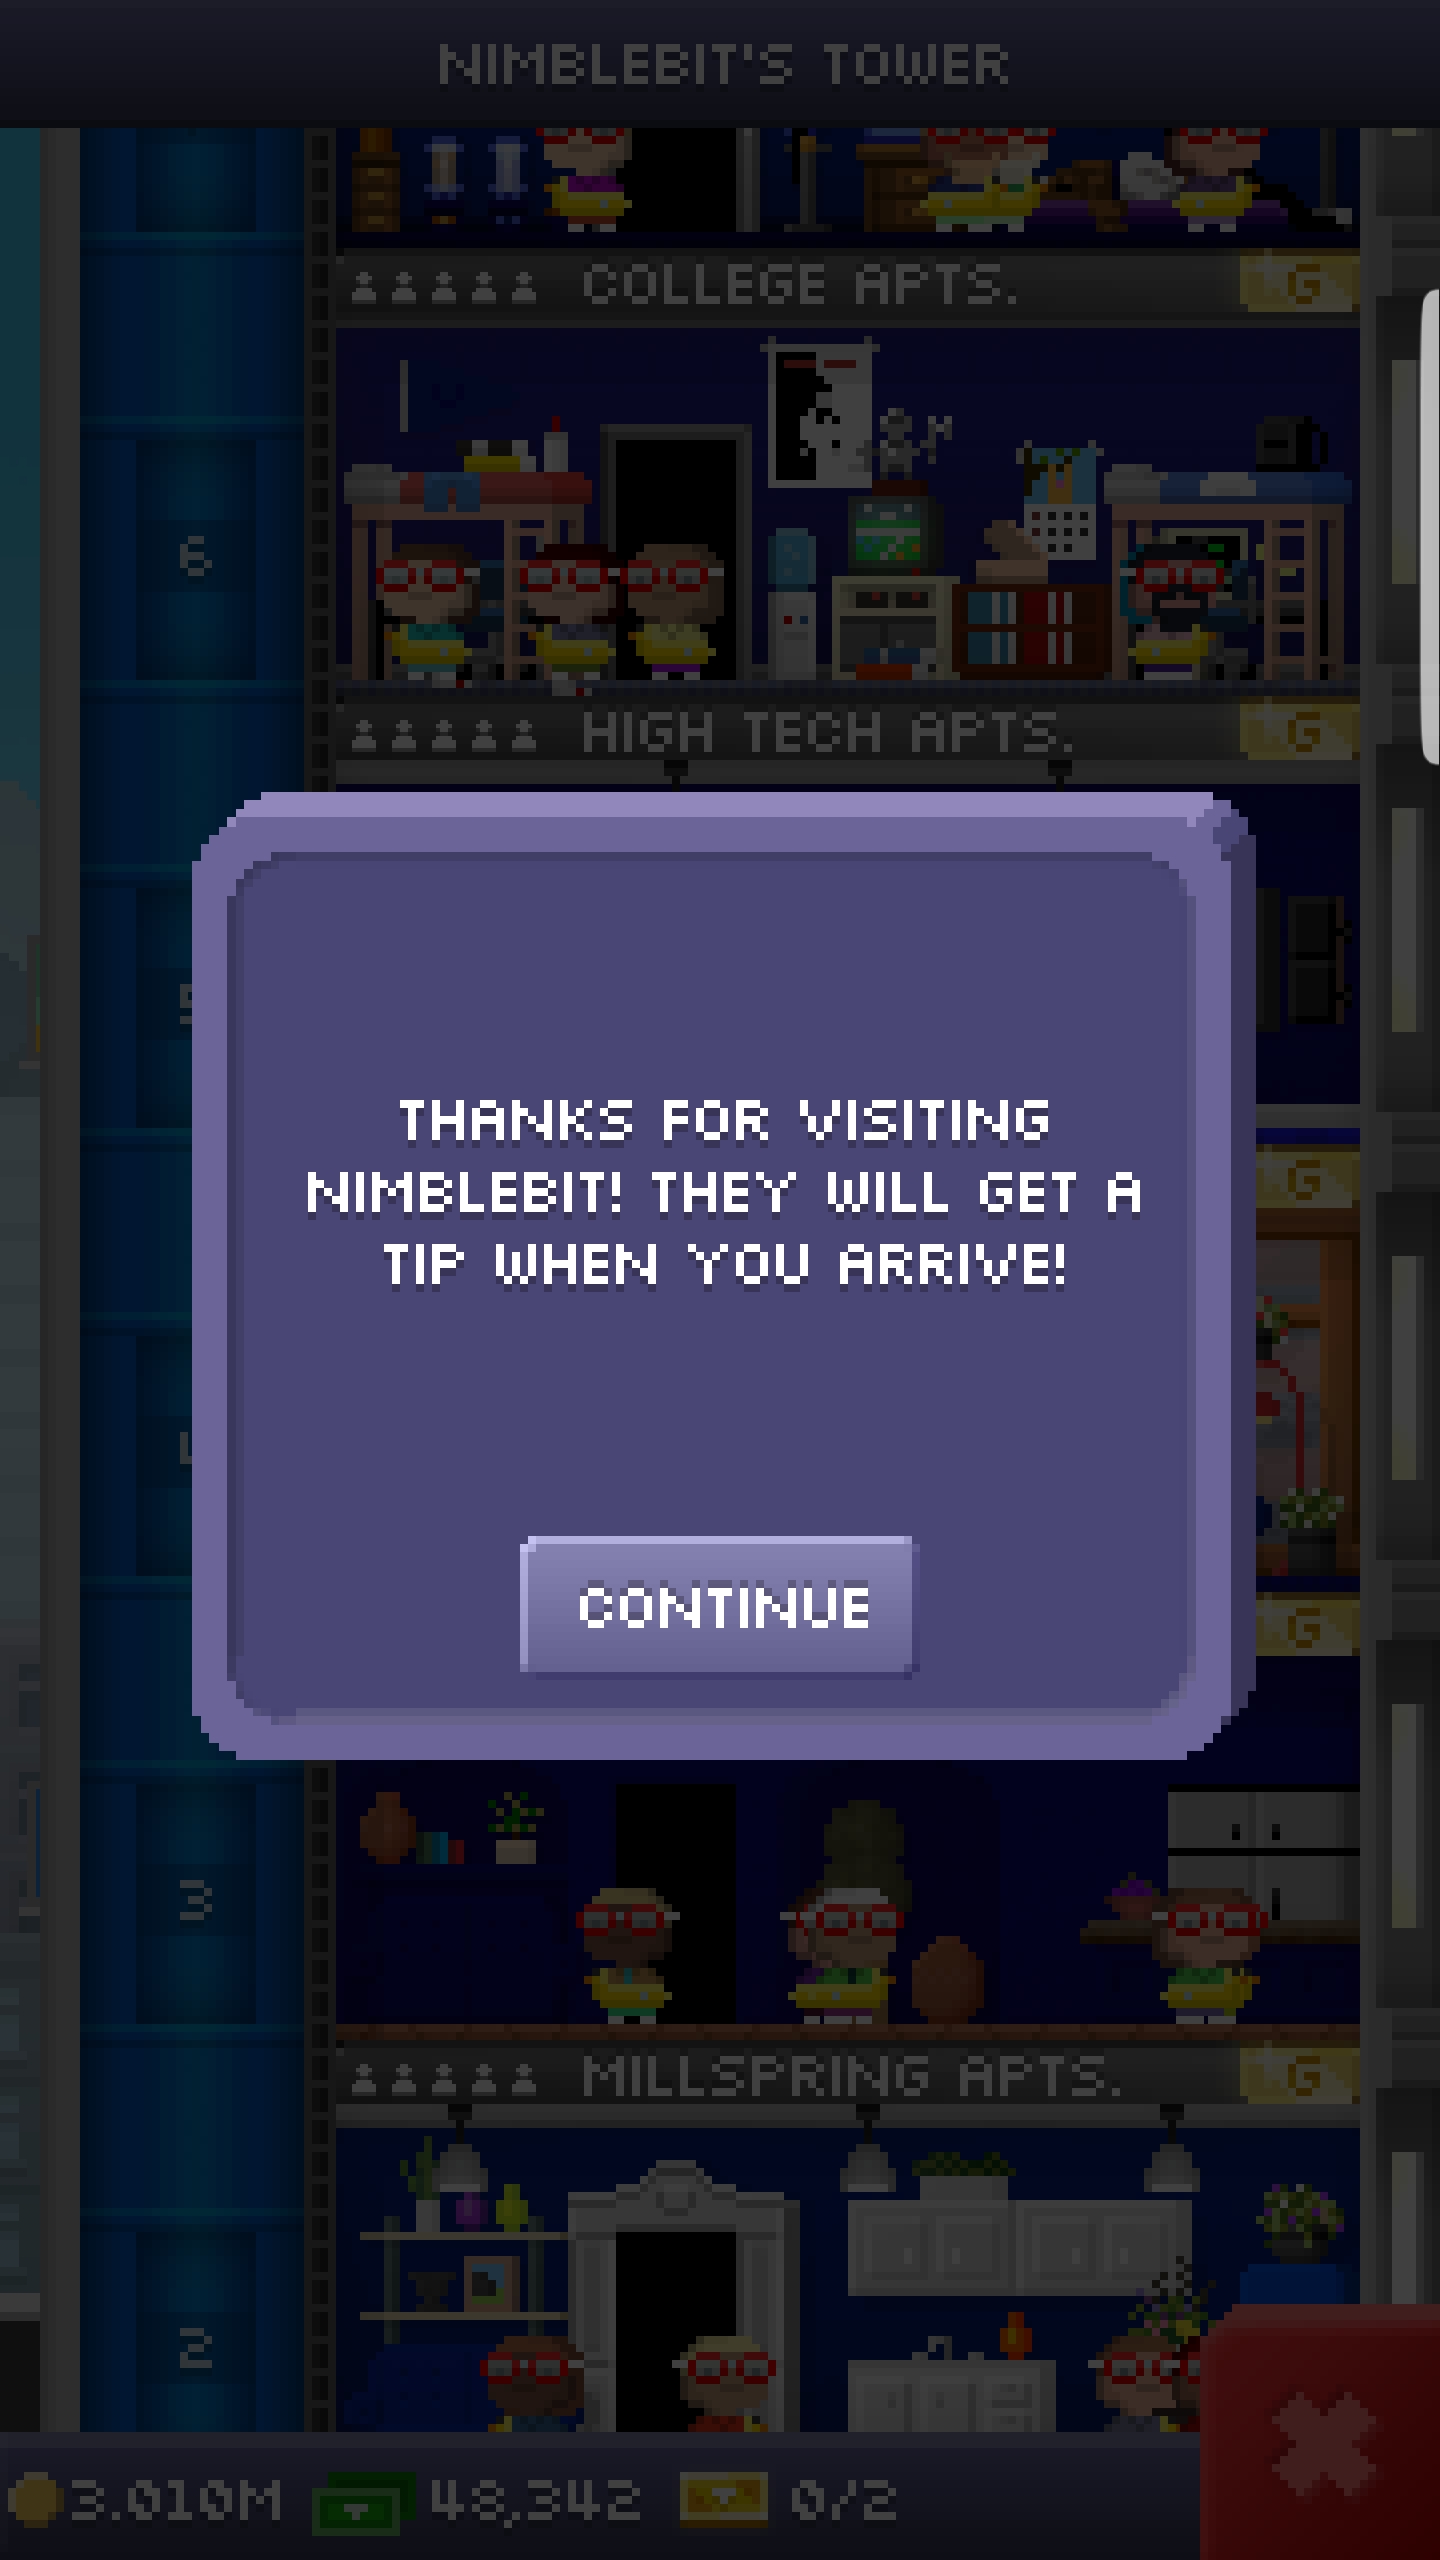 NIMBLEBIT'S TOWER
COLLEGE APTS.
G
6
HIGH TECH APTS.
G
THANKS FOR VISITING
NIMBLEBIT! THEY WILL GET A
TIP WHEN YOU ARRIVE!
G
CONTINUE
G
3
MILLSPRING APTS.
G
2
3.010M
48,342
0/2